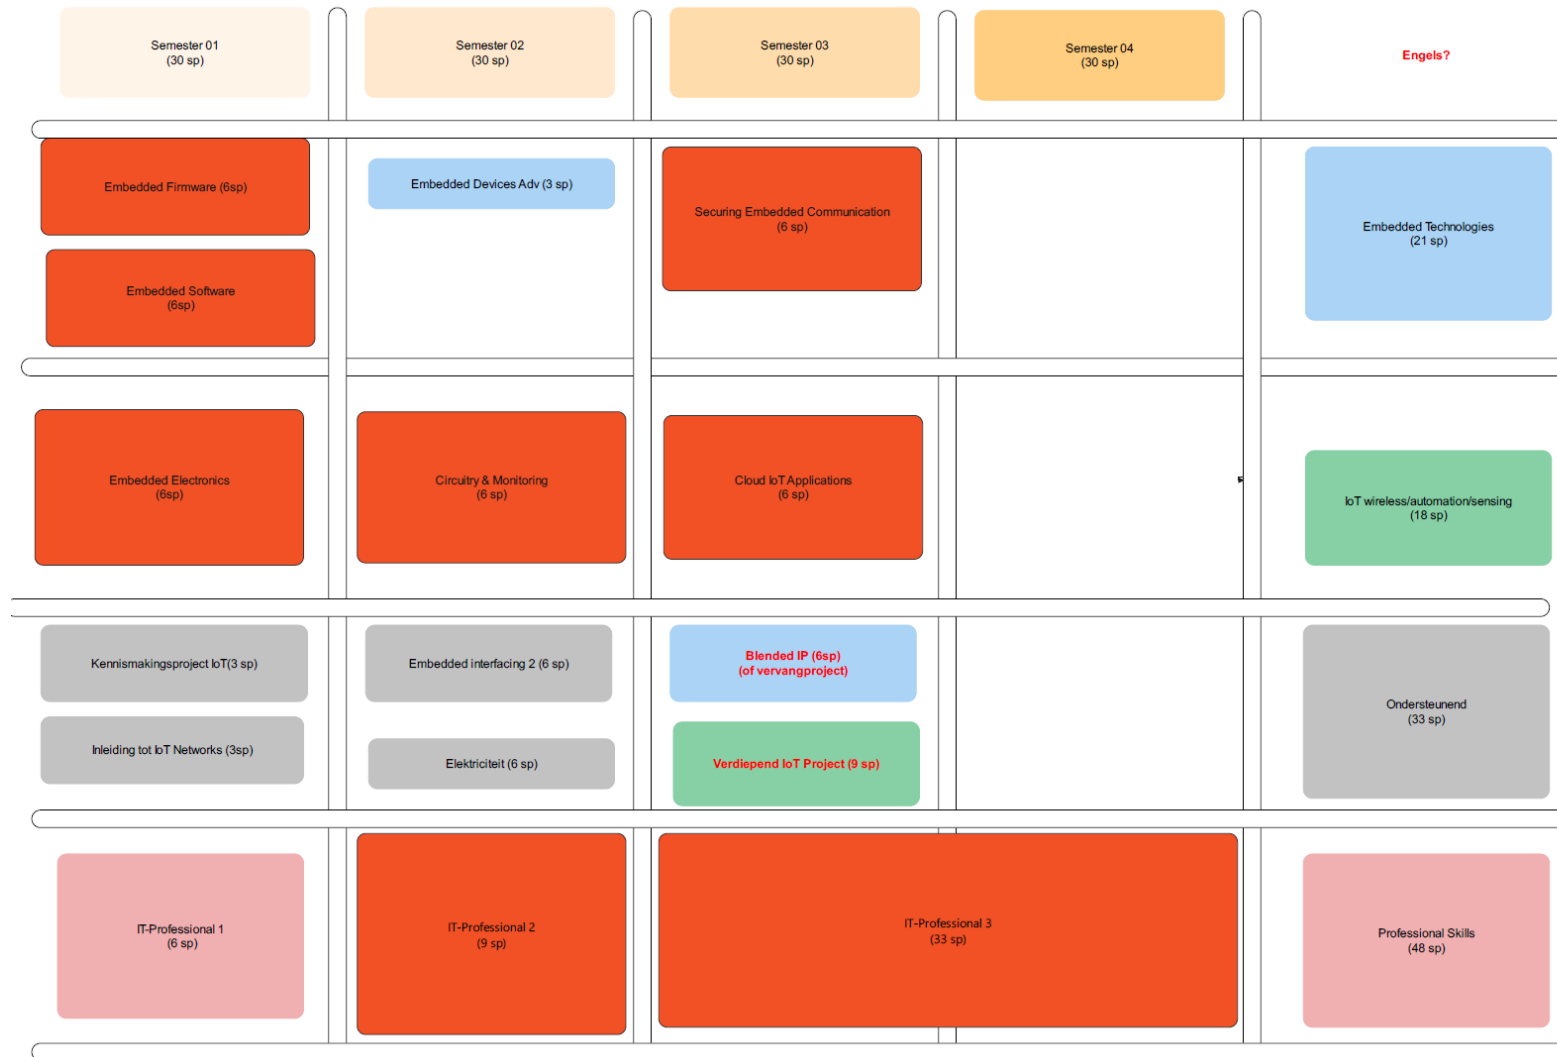 Semester 01
(30 sp)
Semester 02
(30 sp)
Semester 03
(30 sp)
Semester 04
(30 sp)
Engels?
Embedded Firmware (6sp)
Embedded Devices Adv (3 sp)
Securing Embedded Communication
(6 sp)
Embedded Technologies
(21 sp)
Embedded Software
(6sp)
Embedded Electronics
(6sp)
Circuitry & Monitoring
(6 sp)
Cloud IoT Applications
(6 sp)
IoT wireless/automation/sensing
(18 sp)
Kennismakingsproject IoT(3 sp)
Embedded interfacing 2 (6 sp)
Blended IP (6sp)
(of vervangproject)
Ondersteunend
(33 sp)
Inleiding tot IoT Networks (3sp)
Elektriciteit (6 sp)
Verdiepend IoT Project (9 sp)
IT-Professional 1
(6 sp)
IT-Professional 2
(9 sp)
IT-Professional 3
(33 sp)
Professional Skills
(48 sp)